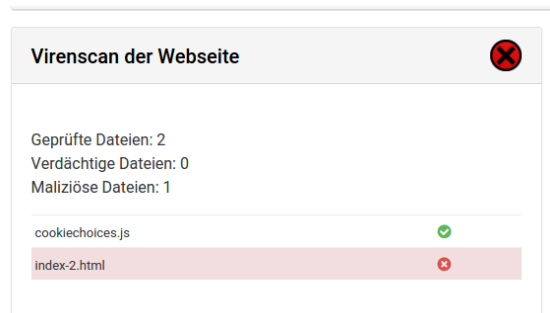 Virenscan der Webseite
Geprüfte Dateien: 2
Verdächtige Dateien: 0
Maliziöse Dateien: 1
cookiechoices.js
index-2.html